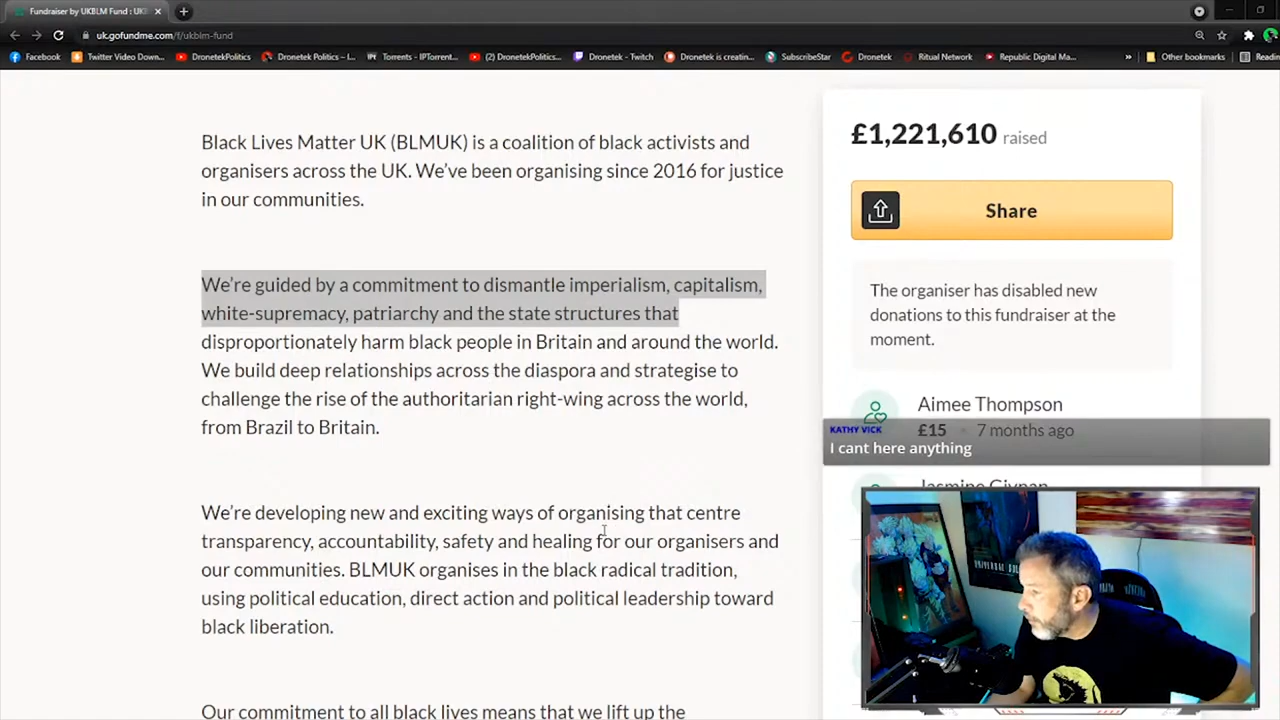 Fundraiser by UKBLM Fund : UK
uk.gofundme.com/f/ukblm-fund
Facebook
Twitter Video Down...
DronetekPolitics
Dronetek Politics – L...
Torrents - IPTorrent...
(2) DronetekPolitics...
Dronetek - Twitch
Dronetek is creatin...
SubscribeStar
Dronetek
Ritual Network
Republic Digital Ma...
»
Other bookmarks
Readin
Black Lives Matter UK (BLMUK) is a coalition of black activists and
organisers across the UK. We've been organising since 2016 for justice
in our communities.
We're guided by a commitment to dismantle imperialism, capitalism,
white-supremacy, patriarchy and the state structures that
disproportionately harm black people in Britain and around the world.
We build deep relationships across the diaspora and strategise to
challenge the rise of the authoritarian right-wing across the world,
from Brazil to Britain.
We're developing new and exciting ways of organising that centre
transparency, accountability, safety and healing for our organisers and
our communities. BLMUK organises in the black radical tradition,
using political education, direct action and political leadership toward
black liberation.
Our commitment to all black lives means that we lift up the
£1,221,610 raised
Share
The organiser has disabled new
donations to this fundraiser at the
moment.
Aimee Thompson
£15 • 7 months ago
KATHY VICK
I cant here anything